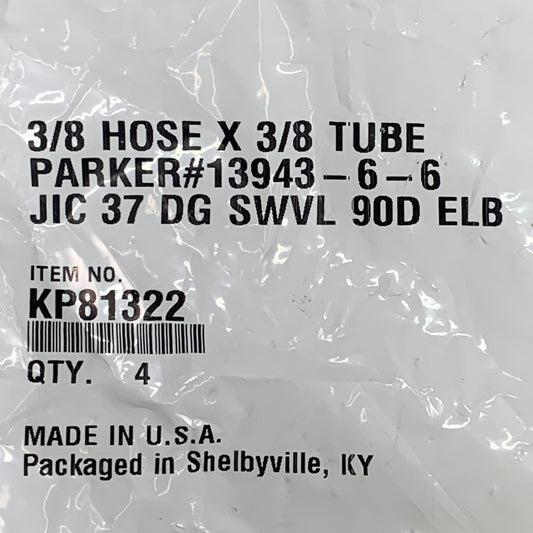 3/8 HOSE X 3/8 TUBE
PARKER#13943-6-6
JIC 37 DG SWVL 90D ELB
ITEM NO.
KP81322
QTY. 4
MADE IN U.S.A.
Packaged in Shelbyville, KY